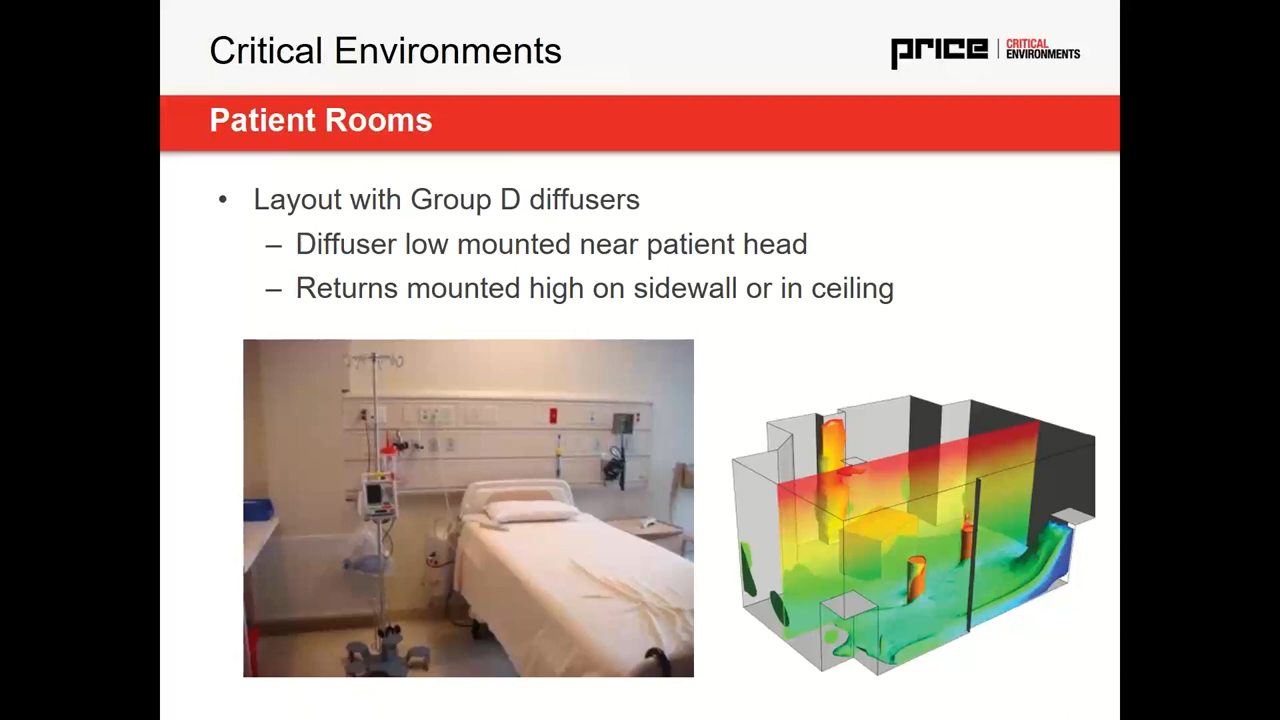 Critical Environments
price | CRITICAL
ENVIRONMENTS
Patient Rooms
• Layout with Group D diffusers
– Diffuser low mounted near patient head
– Returns mounted high on sidewall or in ceiling